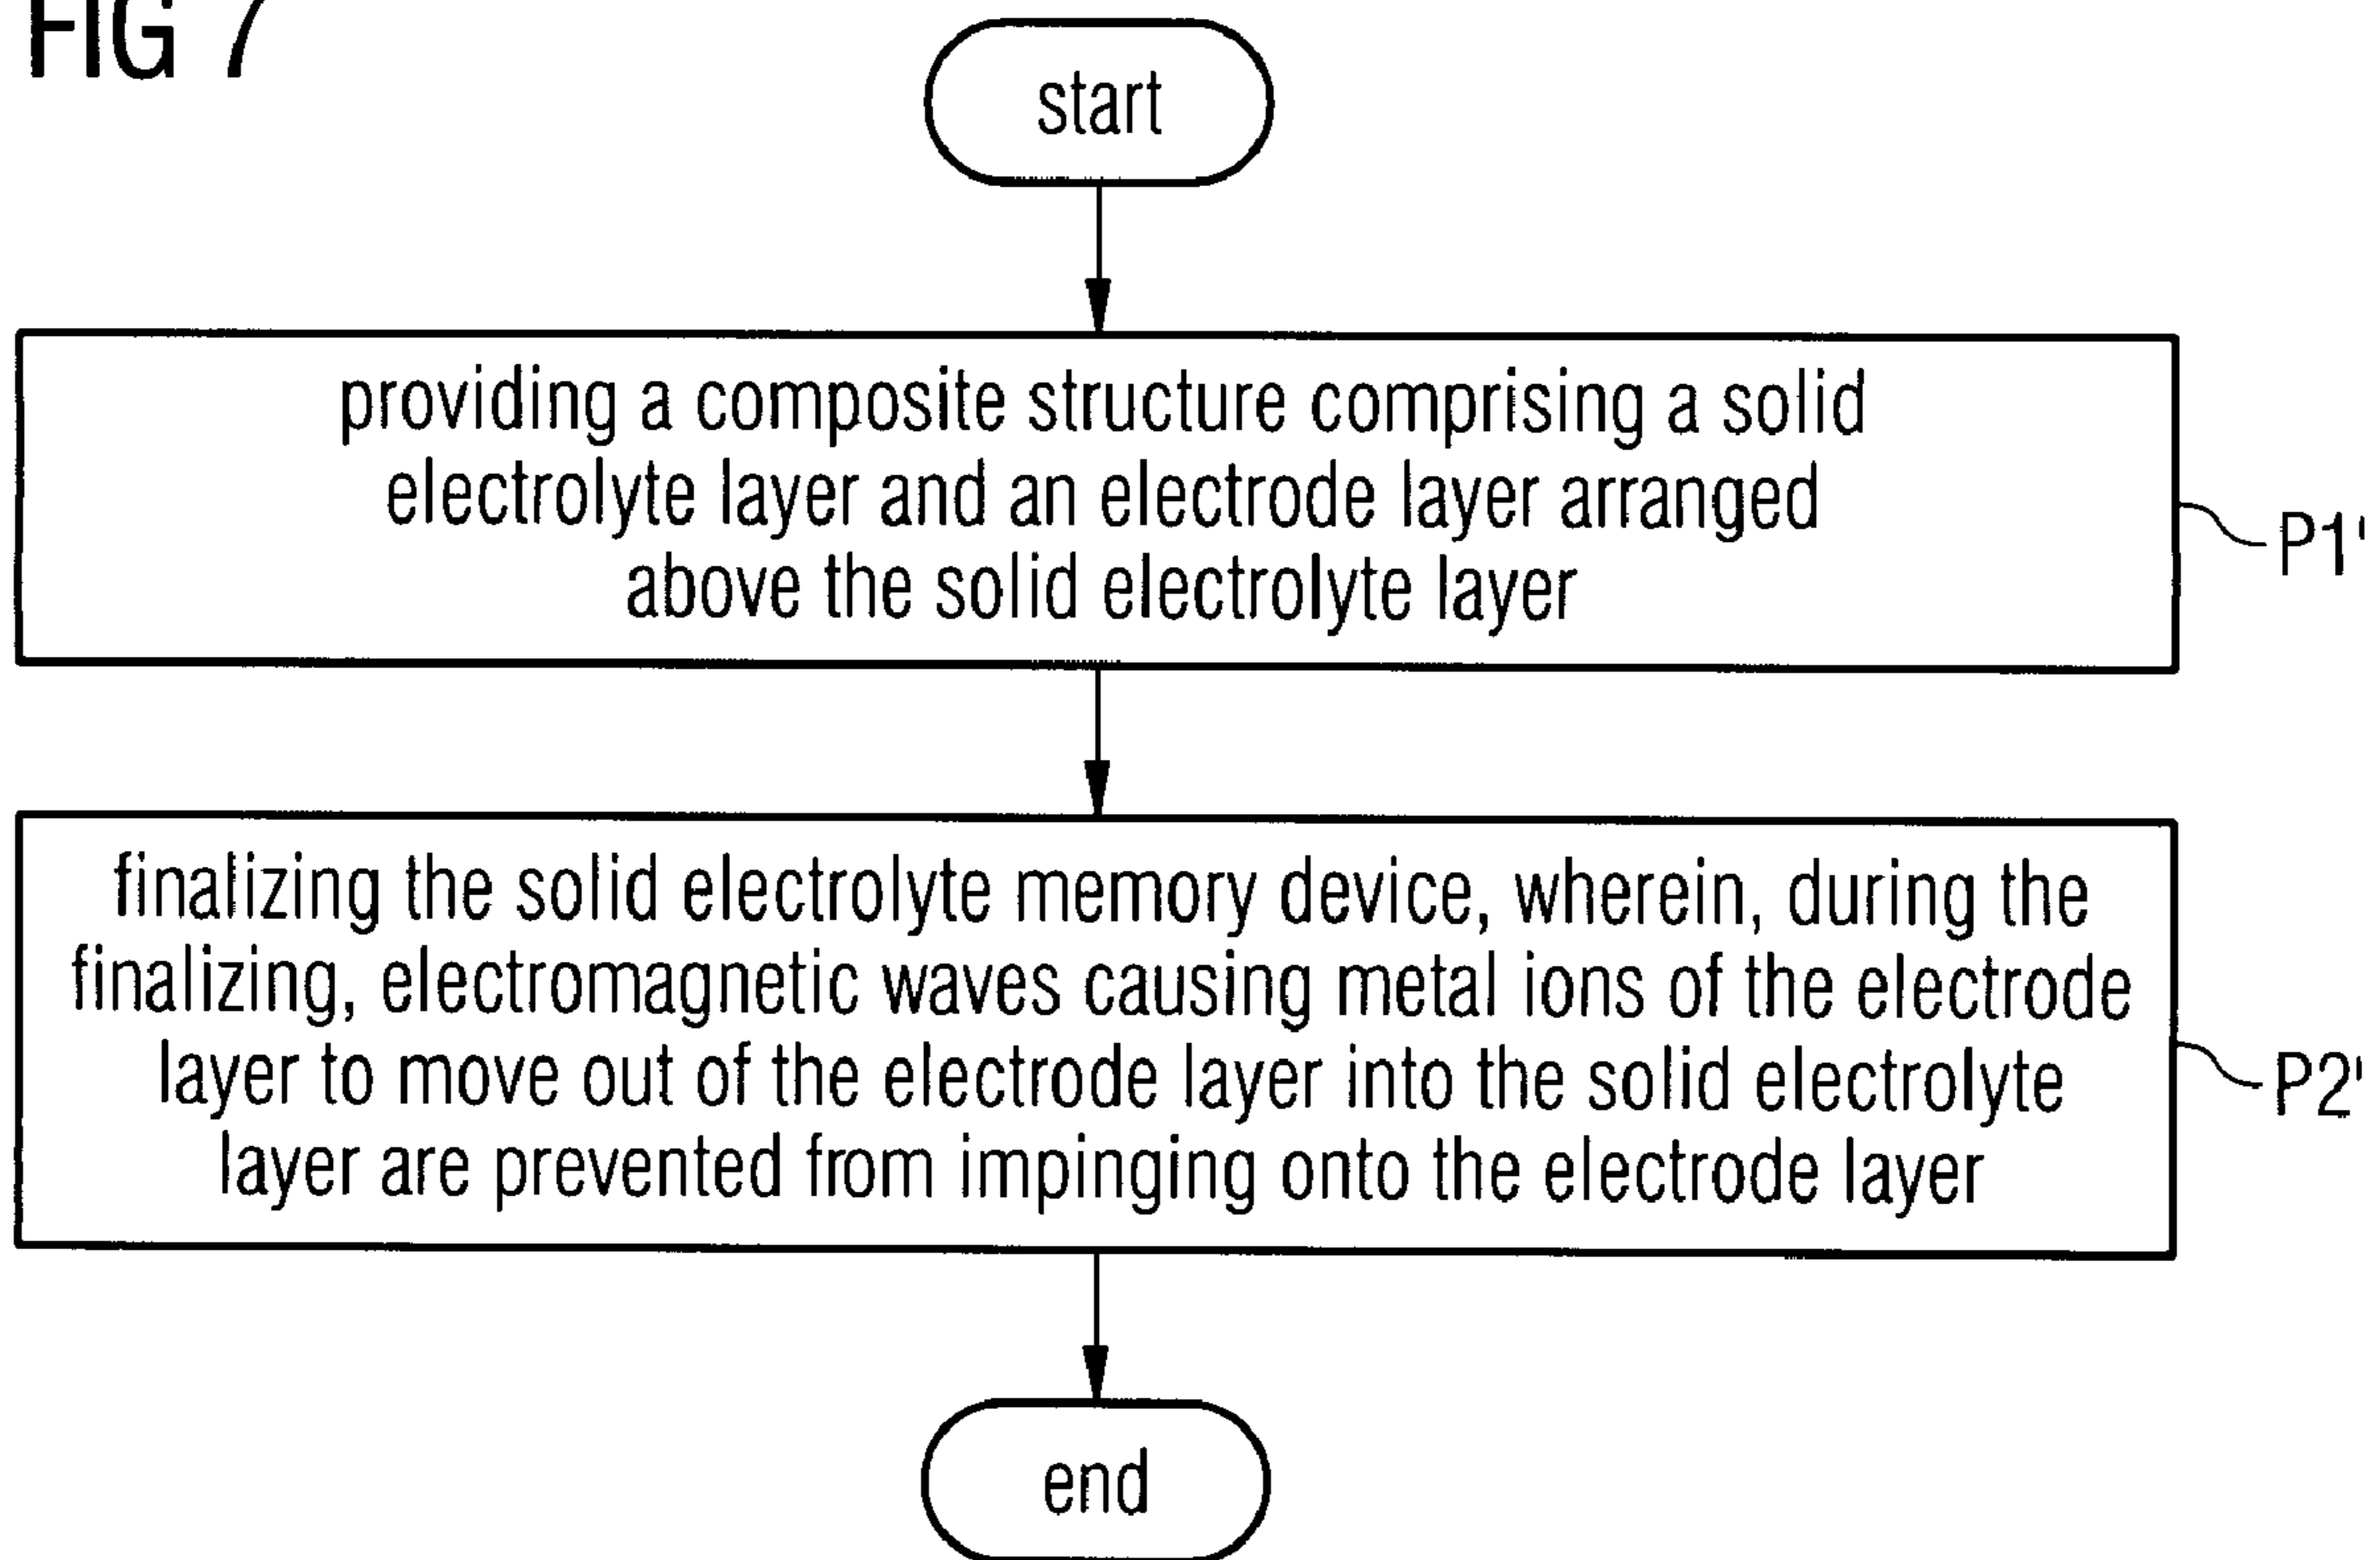 FIG 7
start
providing a composite structure comprising a solid
electrolyte layer and an electrode layer arranged
above the solid electrolyte layer
P1'
finalizing the solid electrolyte memory device, wherein, during the
finalizing, electromagnetic waves causing metal ions of the electrode
layer to move out of the electrode layer into the solid electrolyte
layer are prevented from impinging onto the electrode layer
P2'
end